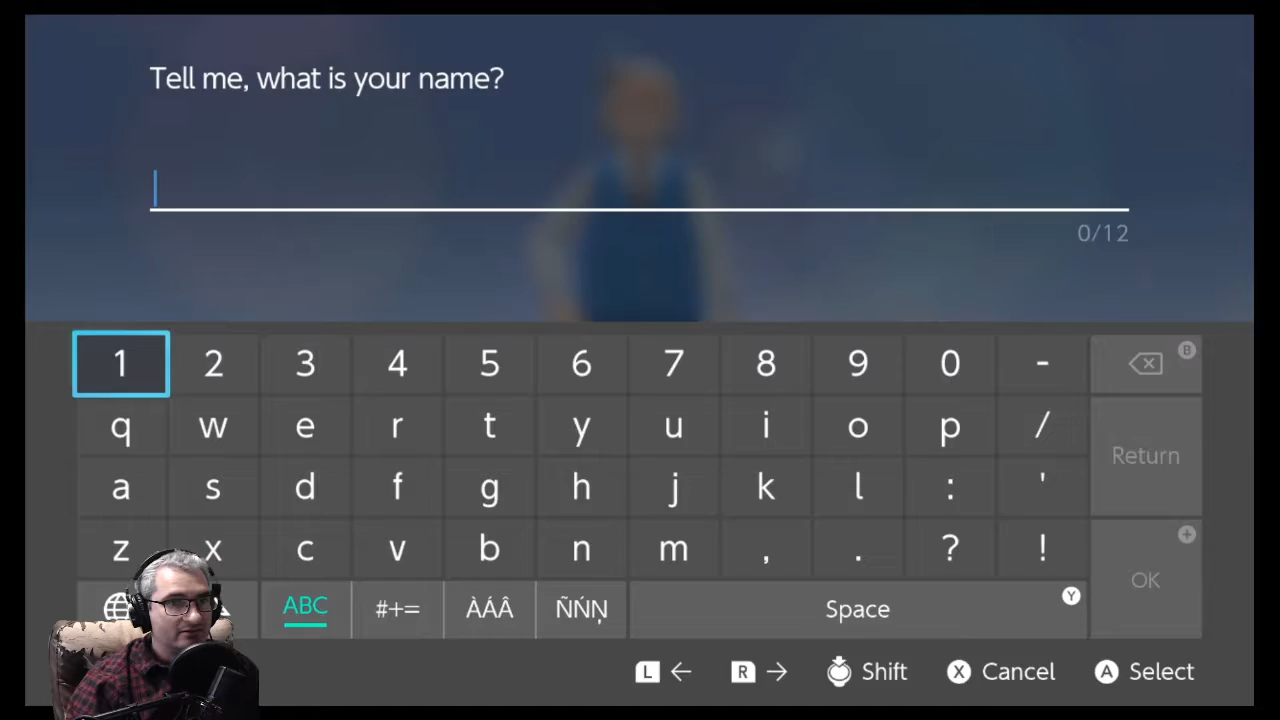 Tell me, what is your name?
0/12
1 2 3 4 5 6 7 8 9 0 - B
q w e r t y u i o p / Return
a s d f g h j k l : '
z x c v b n m , . ? ! + OK
ABC #+= ÀÁÂ ÑŃŅ Space Y
L ← R → Shift X Cancel A Select